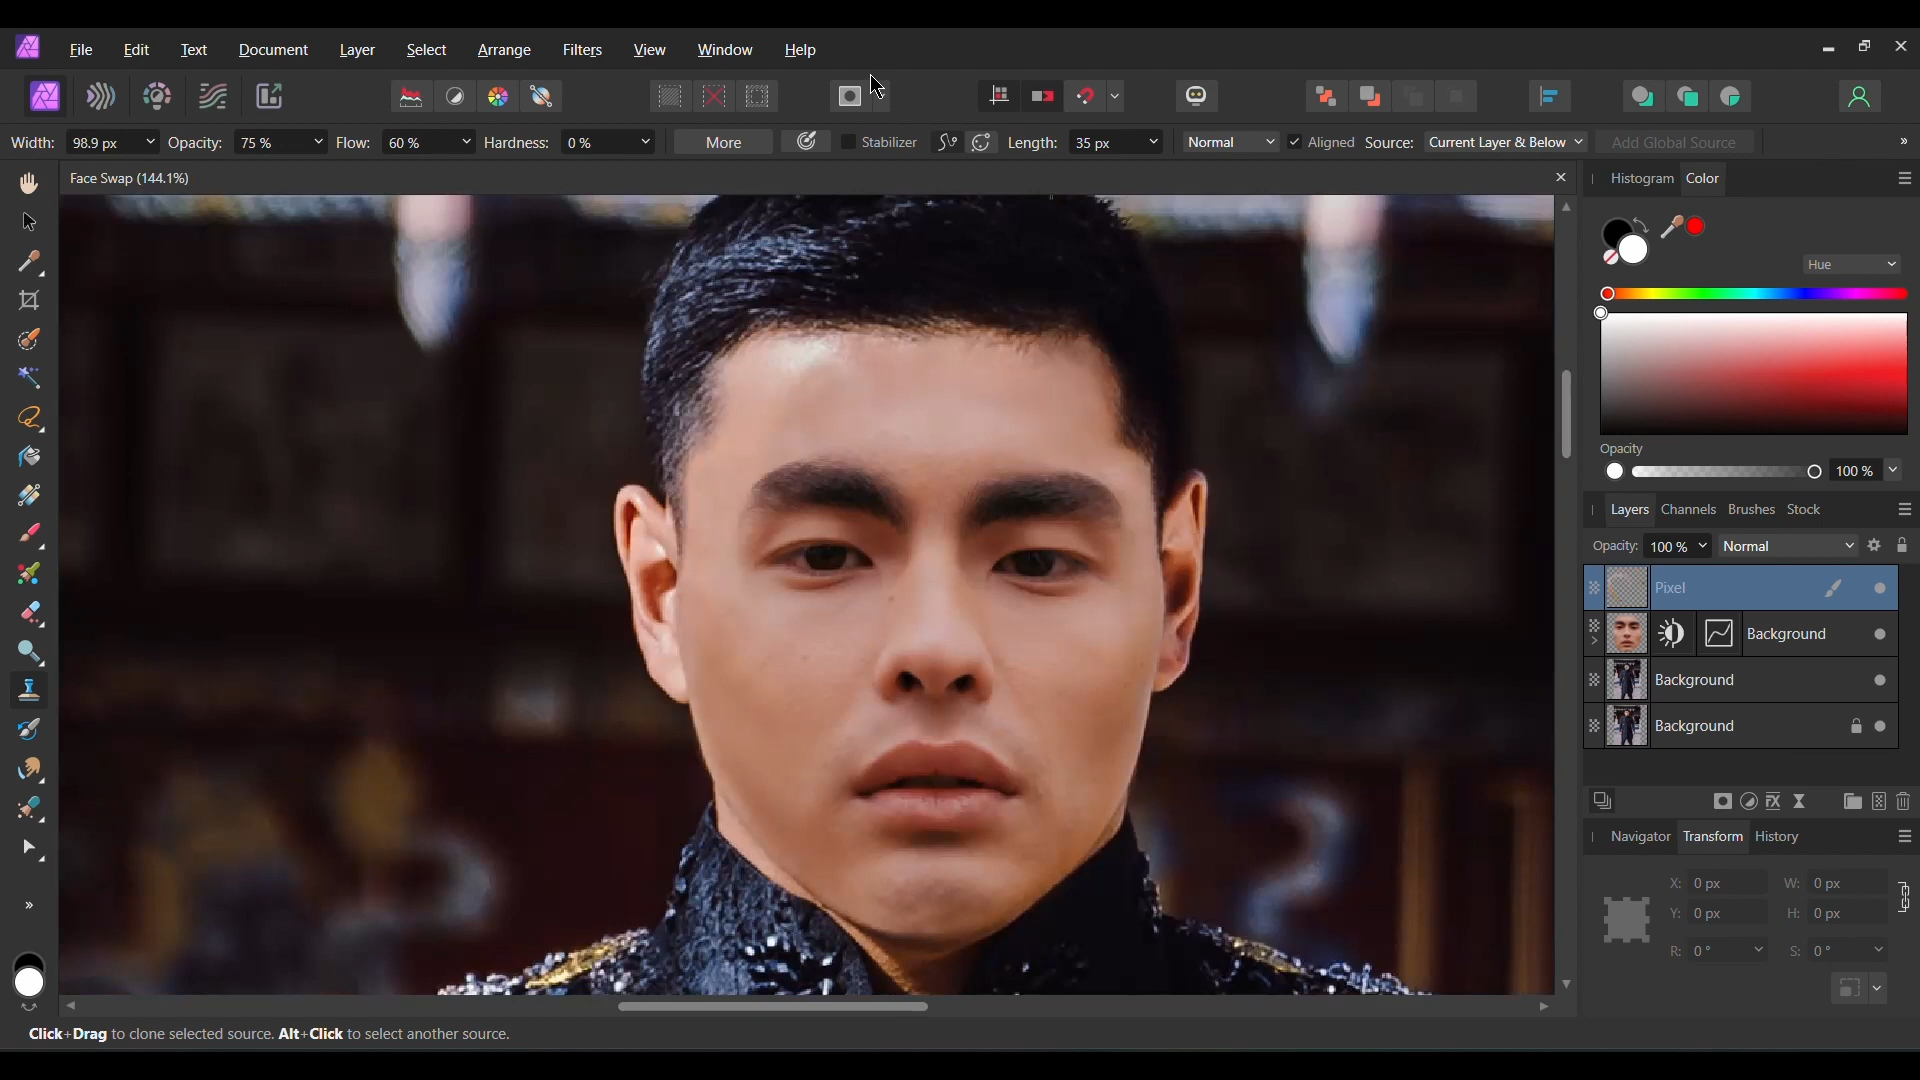 File Edit Text Document Layer Select Arrange Filters View Window Help
Width: 98.9 px Opacity: 75 % Flow: 60 % Hardness: 0 % More Stabilizer Length: 35 px Normal Aligned Source: Current Layer & Below Add Global Source »
Face Swap (144.1%)
Histogram Color
Hue
Opacity
100 %
Layers Channels Brushes Stock
Opacity: 100 % Normal
Pixel
Background
Background
Background
Navigator Transform History
X: 0 px W: 0 px
Y: 0 px H: 0 px
R: 0 ° S: 0 °
»
Click+Drag to clone selected source. Alt+Click to select another source.